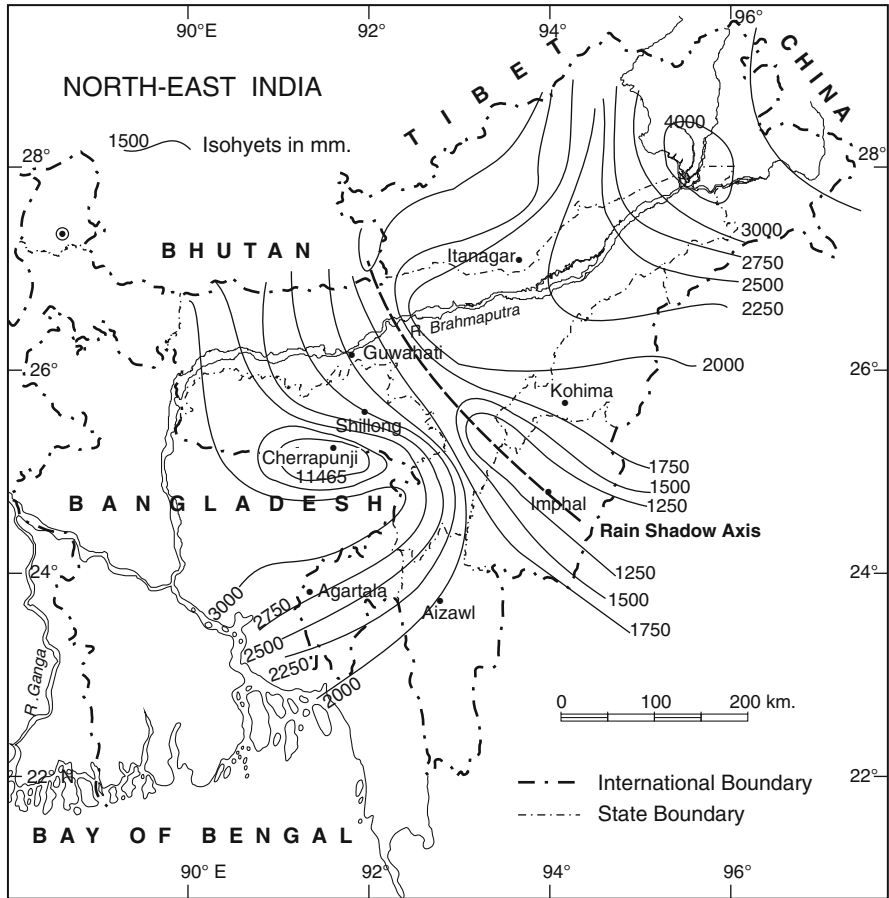 90°E 92° 94° 96°
NORTH-EAST INDIA
TIBET
CHINA
1500 Isohyets in mm.
4000
28° 28°
BHUTAN
Itanagar
3000
2750
2500
2250
R. Brahmaputra
Guwahati
2000
26° 26°
Kohima
Shillong
Cherrapunji
11465
1750
1500
1250
Imphal
BANGLADESH
Rain Shadow Axis
24° 24°
1250
1500
1750
Agartala
Aizawl
3000
2750
2500
2250
2000
R.Ganga
0 100 200 km.
22° N 22°
International Boundary
State Boundary
BAY OF BENGAL
90° E 92° 94° 96°